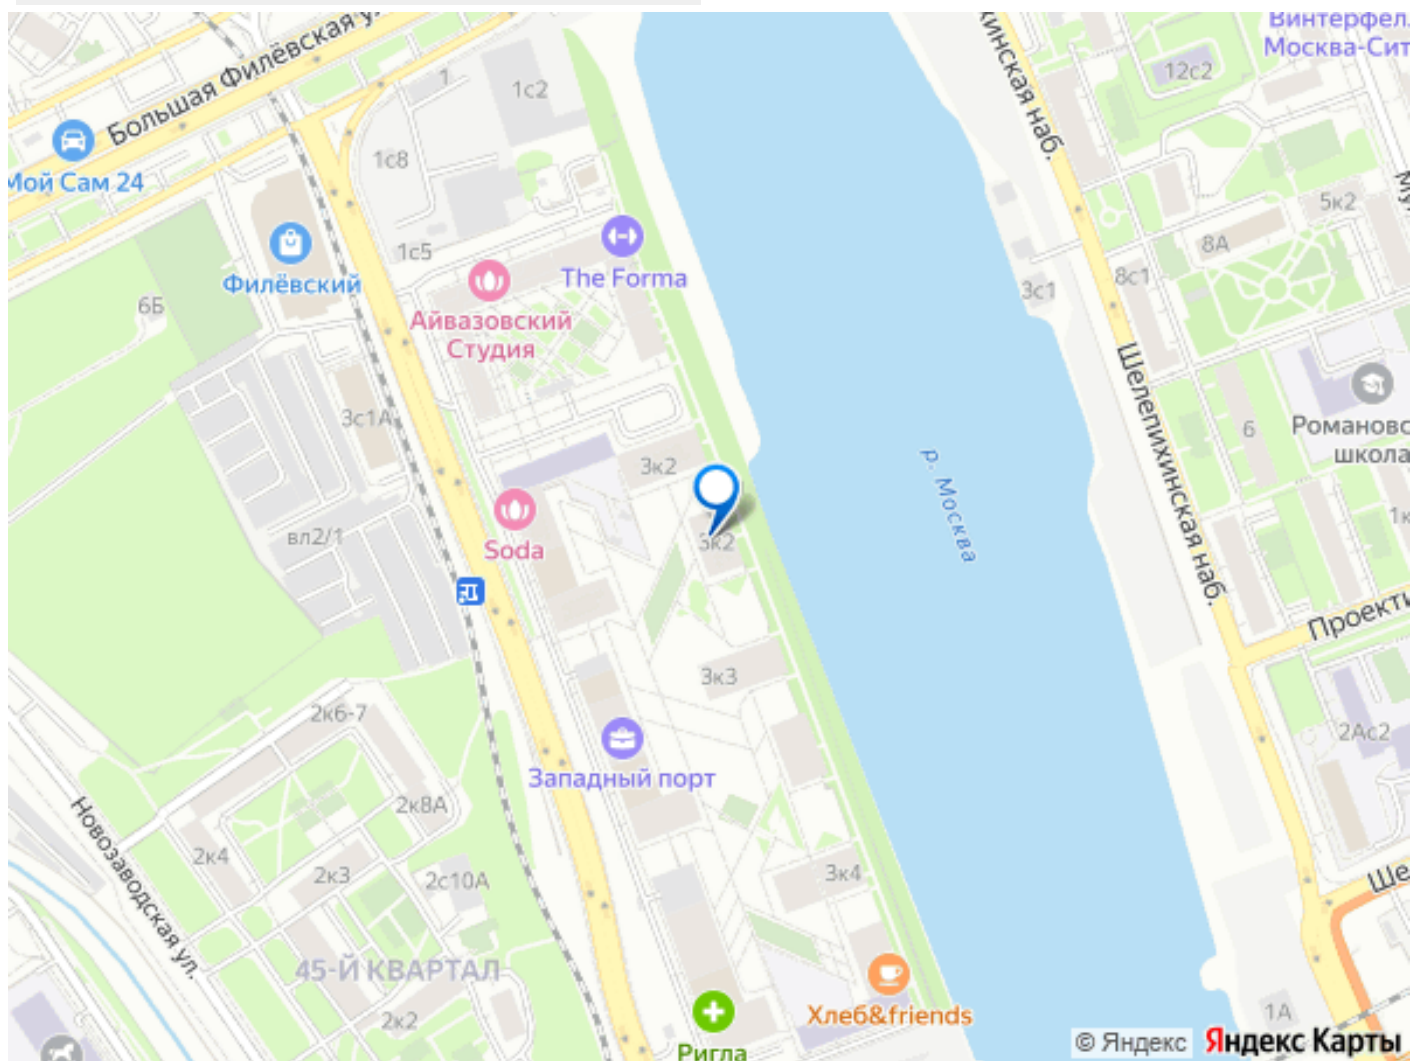 Большая Филёвская у
1
1с2
Винтерфел
Москва-Сит
12с2
кинская наб.
Мой Сам 24
1с8
1с5
5к2
8А
8с1
3с1
The Forma
Филёвский
6Б
Айвазовский
Студия
Шелепихинская наб.
3с1А
6
Романовс
школа
3к2
р. Москва
1к
вл2/1
Soda
3к2
Проекти
3к3
2к6-7
2Ас2
Западный порт
2к8А
Новозаводская ул.
2к4
2к3
2с10А
3к4
Ше
45-Й КВАРТАЛ
2к2
Хлеб&friends
1А
Ригла
© Яндекс
Яндекс Карты